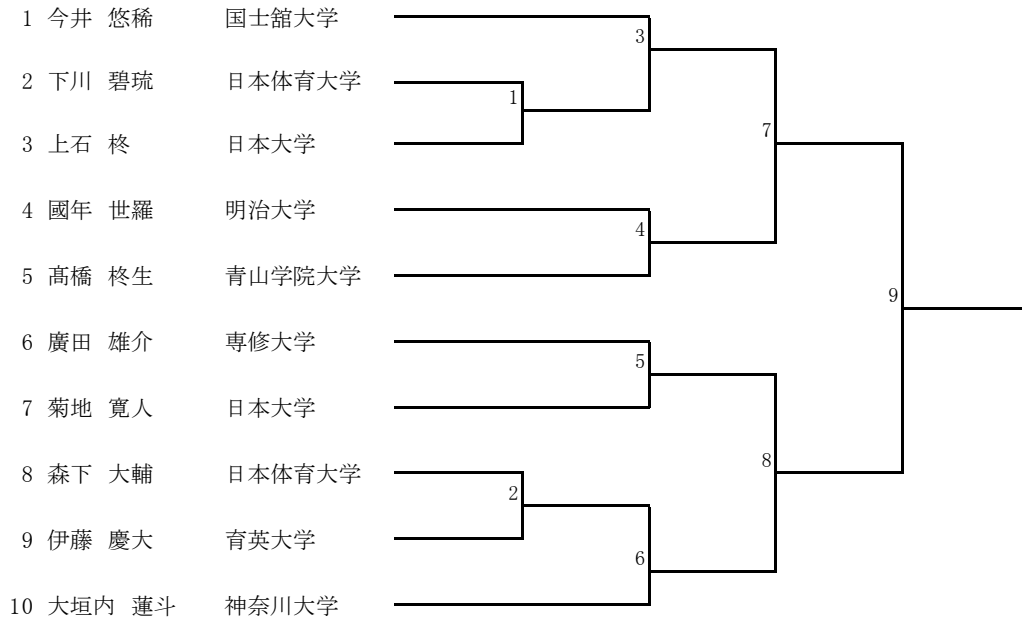 1 今井 悠稀 国士舘大学
3
2 下川 碧琉 日本体育大学
1
3 上石 柊 日本大学
7
4 國年 世羅 明治大学
4
5 髙橋 柊生 青山学院大学
9
6 廣田 雄介 専修大学
5
7 菊地 寛人 日本大学
8
8 森下 大輔 日本体育大学
2
9 伊藤 慶大 育英大学
6
10 大垣内 蓮斗 神奈川大学